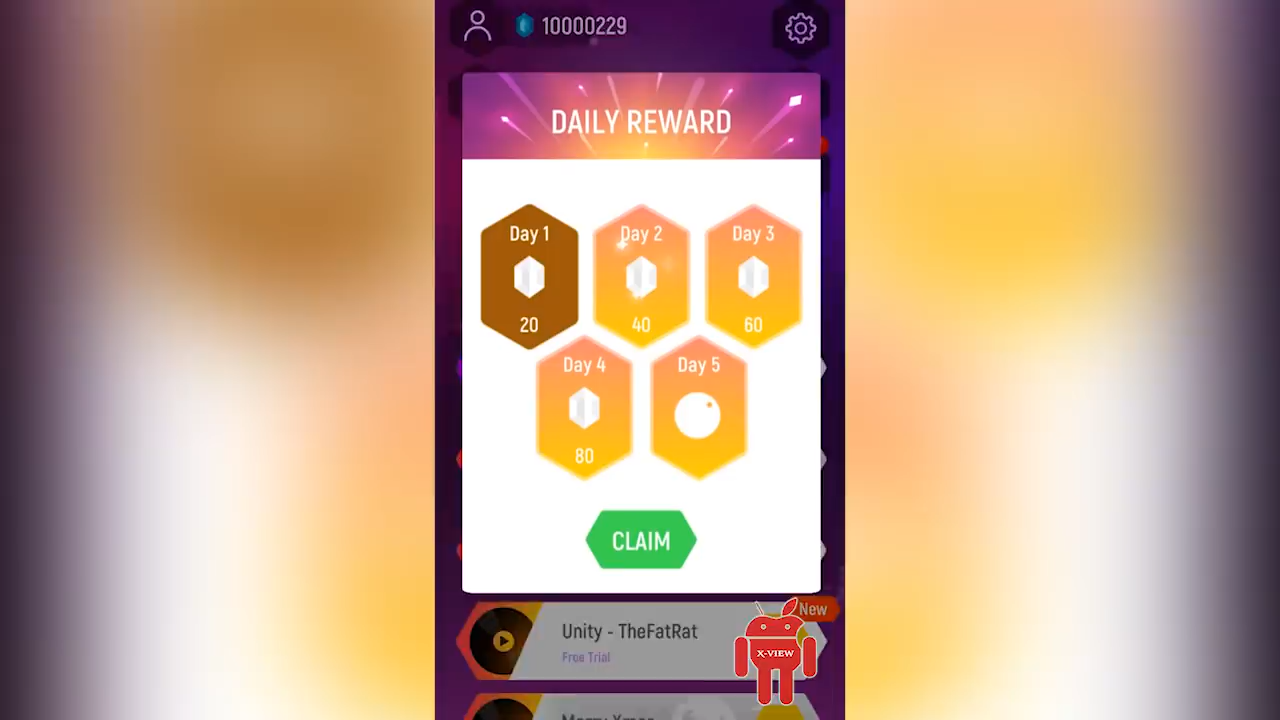 10000229
DAILY REWARD
Day 1
20
Day 2
40
Day 3
60
Day 4
80
Day 5
CLAIM
New
Unity - TheFatRat
Free Trial
X-VIEW